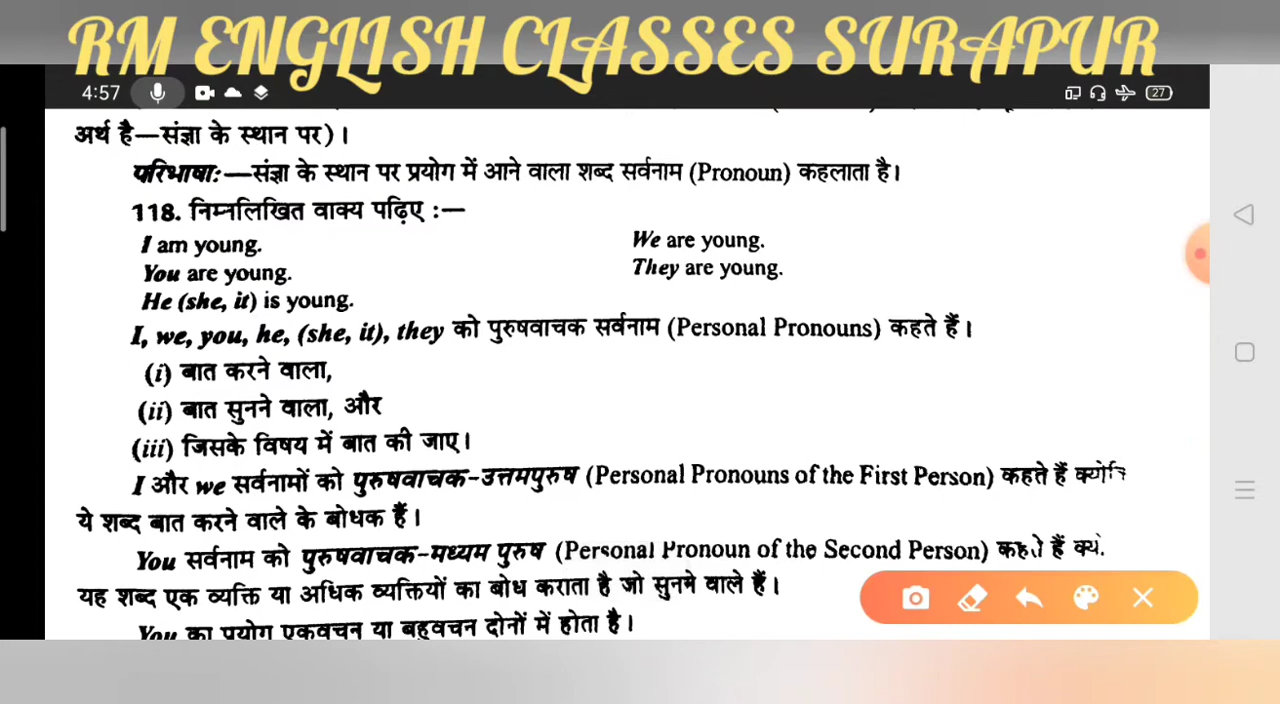 RM ENGLISH CLASSES SURAPUR
4:57 27
अर्थ है—संज्ञा के स्थान पर)।
परिभाषा:—संज्ञा के स्थान पर प्रयोग में आने वाला शब्द सर्वनाम (Pronoun) कहलाता है।
118. निम्नलिखित वाक्य पढ़िए :—
I am young. We are young.
You are young. They are young.
He (she, it) is young.
I, we, you, he, (she, it), they को पुरुषवाचक सर्वनाम (Personal Pronouns) कहते हैं।
(i) बात करने वाला,
(ii) बात सुनने वाला, और
(iii) जिसके विषय में बात की जाए।
I और we सर्वनामों को पुरुषवाचक-उत्तमपुरुष (Personal Pronouns of the First Person) कहते हैं
ये शब्द बात करने वाले के बोधक हैं।
You सर्वनाम को पुरुषवाचक-मध्यम पुरुष (Personal Pronoun of the Second Person) कहते हैं
यह शब्द एक व्यक्ति या अधिक व्यक्तियों का बोध कराता है जो सुनने वाले हैं।
You का प्रयोग एकवचन या बहुवचन दोनों में होता है।